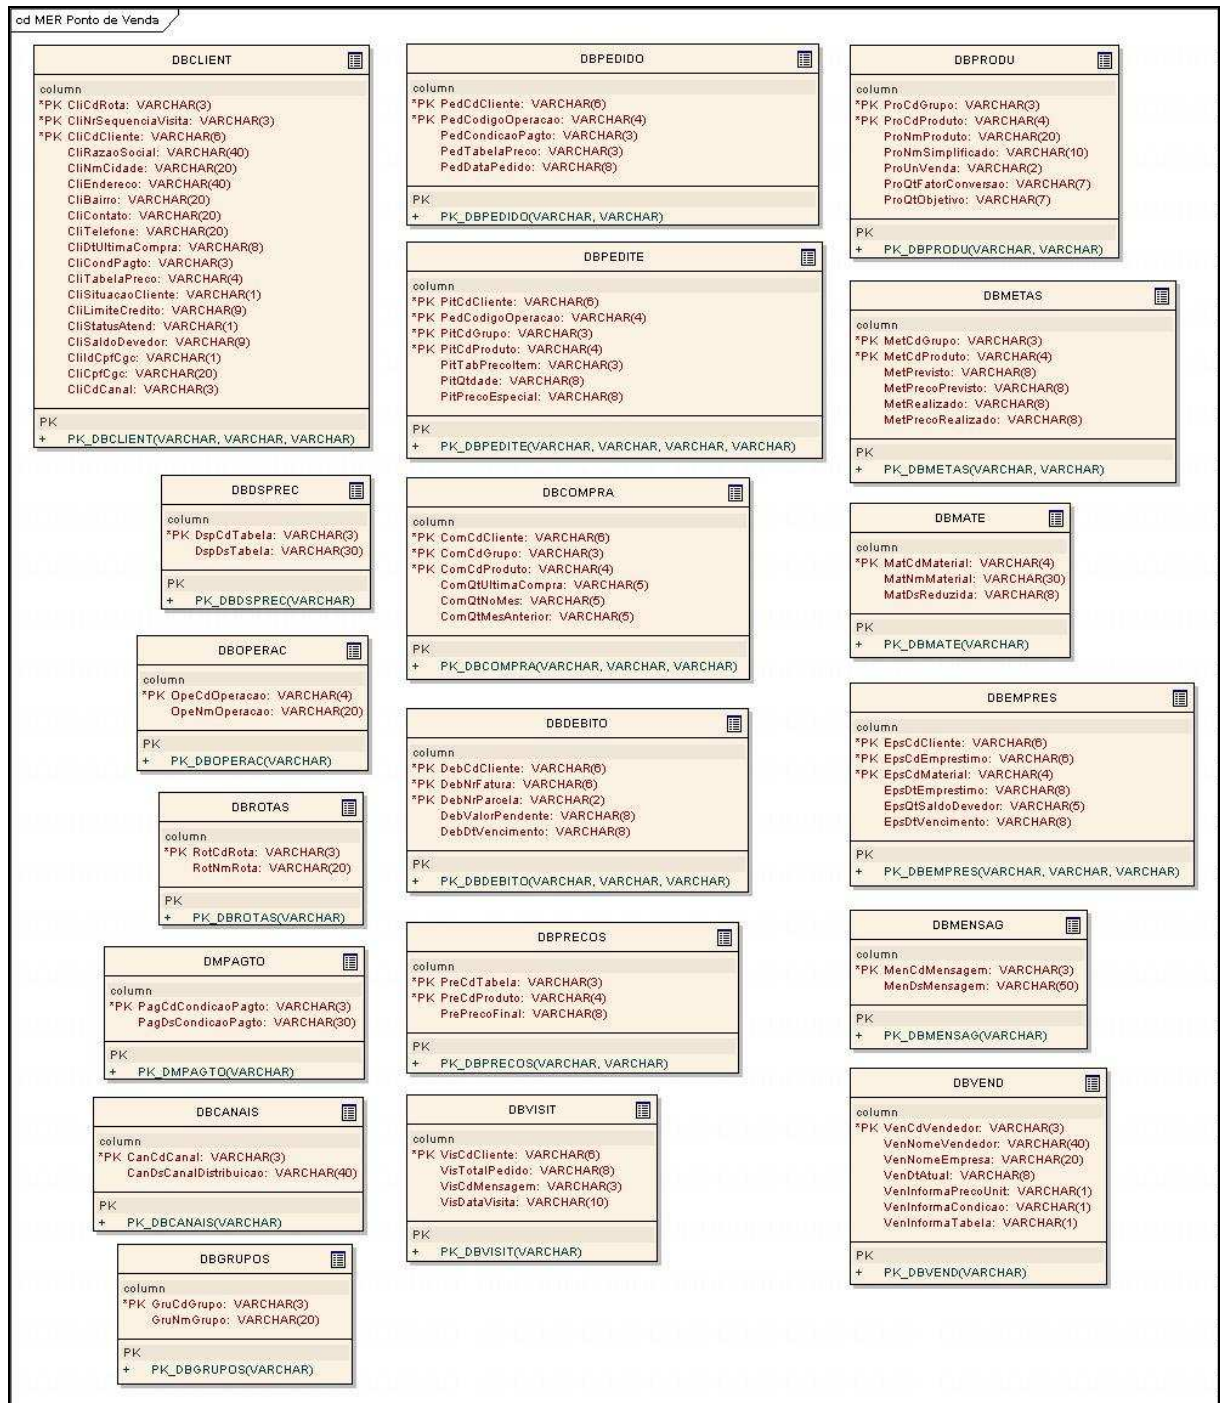 cd MER Ponto de Venda
DBCLIENT
column
*PK CliCdRota: VARCHAR(3)
*PK CliNrSequenciaVisita: VARCHAR(3)
*PK CliCdCliente: VARCHAR(6)
CliRazaoSocial: VARCHAR(40)
CliNmCidade: VARCHAR(20)
CliEndereco: VARCHAR(40)
CliBairro: VARCHAR(20)
CliContato: VARCHAR(20)
CliTelefone: VARCHAR(20)
CliDtUltimaCompra: VARCHAR(8)
CliCondPagto: VARCHAR(3)
CliTabelaPreco: VARCHAR(4)
CliSituacaoCliente: VARCHAR(1)
CliLimiteCredito: VARCHAR(9)
CliStatusAtend: VARCHAR(1)
CliSaldoDevedor: VARCHAR(9)
CliIdCpfCgc: VARCHAR(1)
CliCpfCgc: VARCHAR(20)
CliCdCanal: VARCHAR(3)
PK
+ PK_DBCLIENT(VARCHAR, VARCHAR, VARCHAR)
DBDSPREC
column
*PK DspCdTabela: VARCHAR(3)
DspDsTabela: VARCHAR(30)
PK
+ PK_DBDSPREC(VARCHAR)
DBOPERAC
column
*PK OpeCdOperacao: VARCHAR(4)
OpeNmOperacao: VARCHAR(20)
PK
+ PK_DBOPERAC(VARCHAR)
DBROTAS
column
*PK RotCdRota: VARCHAR(3)
RotNmRota: VARCHAR(20)
PK
+ PK_DBROTAS(VARCHAR)
DMPAGTO
column
*PK PagCdCondicaoPagto: VARCHAR(3)
PagDsCondicaoPagto: VARCHAR(30)
PK
+ PK_DMPAGTO(VARCHAR)
DBCANAIS
column
*PK CanCdCanal: VARCHAR(3)
CanDsCanalDistribuicao: VARCHAR(40)
PK
+ PK_DBCANAIS(VARCHAR)
DBGRUPOS
column
*PK GruCdGrupo: VARCHAR(3)
GruNmGrupo: VARCHAR(20)
PK
+ PK_DBGRUPOS(VARCHAR)
DBPEDIDO
column
*PK PedCdCliente: VARCHAR(6)
*PK PedCodigoOperacao: VARCHAR(4)
PedCondicaoPagto: VARCHAR(3)
PedTabelaPreco: VARCHAR(3)
PedDataPedido: VARCHAR(8)
PK
+ PK_DBPEDIDO(VARCHAR, VARCHAR)
DBPEDITE
column
*PK PitCdCliente: VARCHAR(6)
*PK PedCodigoOperacao: VARCHAR(4)
*PK PitCdGrupo: VARCHAR(3)
*PK PitCdProduto: VARCHAR(4)
PitTabPrecoItem: VARCHAR(3)
PitQtdade: VARCHAR(8)
PitPrecoEspecial: VARCHAR(8)
PK
+ PK_DBPEDITE(VARCHAR, VARCHAR, VARCHAR, VARCHAR)
DBCOMPRA
column
*PK ComCdCliente: VARCHAR(6)
*PK ComCdGrupo: VARCHAR(3)
*PK ComCdProduto: VARCHAR(4)
ComQtUltimaCompra: VARCHAR(5)
ComQtNoMes: VARCHAR(5)
ComQtMesAnterior: VARCHAR(5)
PK
+ PK_DBCOMPRA(VARCHAR, VARCHAR, VARCHAR)
DBDEBITO
column
*PK DebCdCliente: VARCHAR(6)
*PK DebNrFatura: VARCHAR(6)
*PK DebNrParcela: VARCHAR(2)
DebValorPendente: VARCHAR(8)
DebDtVencimento: VARCHAR(8)
PK
+ PK_DBDEBITO(VARCHAR, VARCHAR, VARCHAR)
DBPRECOS
column
*PK PreCdTabela: VARCHAR(3)
*PK PreCdProduto: VARCHAR(4)
PrePrecoFinal: VARCHAR(8)
PK
+ PK_DBPRECOS(VARCHAR, VARCHAR)
DBVISIT
column
*PK VisCdCliente: VARCHAR(6)
VisTotalPedido: VARCHAR(8)
VisCdMensagem: VARCHAR(3)
VisDataVisita: VARCHAR(10)
PK
+ PK_DBVISIT(VARCHAR)
DBPRODU
column
*PK ProCdGrupo: VARCHAR(3)
*PK ProCdProduto: VARCHAR(4)
ProNmProduto: VARCHAR(20)
ProNmSimplificado: VARCHAR(10)
ProUnVenda: VARCHAR(2)
ProQtFatorConversao: VARCHAR(7)
ProQtObjetivo: VARCHAR(7)
PK
+ PK_DBPRODU(VARCHAR, VARCHAR)
DBMETAS
column
*PK MetCdGrupo: VARCHAR(3)
*PK MetCdProduto: VARCHAR(4)
MetPrevisto: VARCHAR(8)
MetPrecoPrevisto: VARCHAR(8)
MetRealizado: VARCHAR(8)
MetPrecoRealizado: VARCHAR(8)
PK
+ PK_DBMETAS(VARCHAR, VARCHAR)
DBMATE
column
*PK MatCdMaterial: VARCHAR(4)
MatNmMaterial: VARCHAR(30)
MatDsReduzida: VARCHAR(8)
PK
+ PK_DBMATE(VARCHAR)
DBEMPRES
column
*PK EpsCdCliente: VARCHAR(6)
*PK EpsCdEmprestimo: VARCHAR(6)
*PK EpsCdMaterial: VARCHAR(4)
EpsDtEmprestimo: VARCHAR(8)
EpsQtSaldoDevedor: VARCHAR(5)
EpsDtVencimento: VARCHAR(8)
PK
+ PK_DBEMPRES(VARCHAR, VARCHAR, VARCHAR)
DBMENSAG
column
*PK MenCdMensagem: VARCHAR(3)
MenDsMensagem: VARCHAR(50)
PK
+ PK_DBMENSAG(VARCHAR)
DBVEND
column
*PK VenCdVendedor: VARCHAR(3)
VenNomeVendedor: VARCHAR(40)
VenNomeEmpresa: VARCHAR(20)
VenDtAtual: VARCHAR(8)
VenInformaPrecoUnit: VARCHAR(1)
VenInformaCondicao: VARCHAR(1)
VenInformaTabela: VARCHAR(1)
PK
+ PK_DBVEND(VARCHAR)